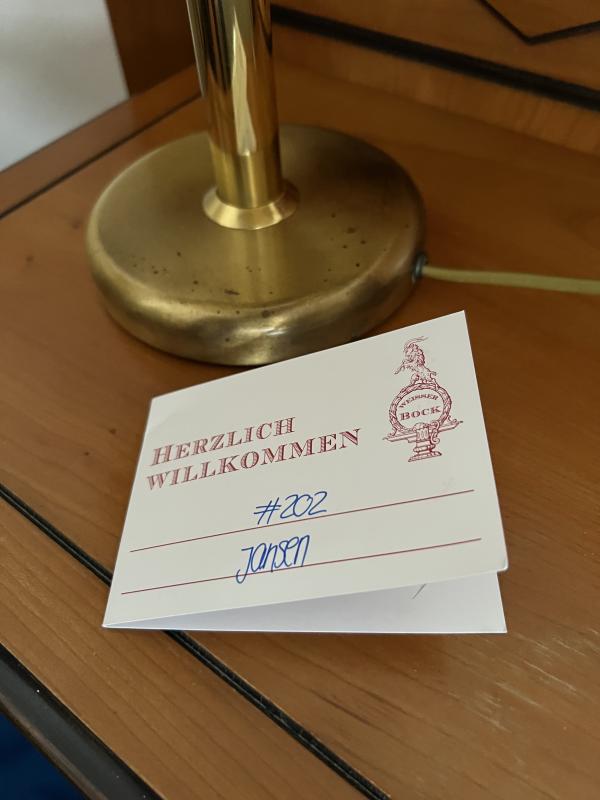 WEISSER
BOCK
HERZLICH
WILLKOMMEN
#202
Jansen